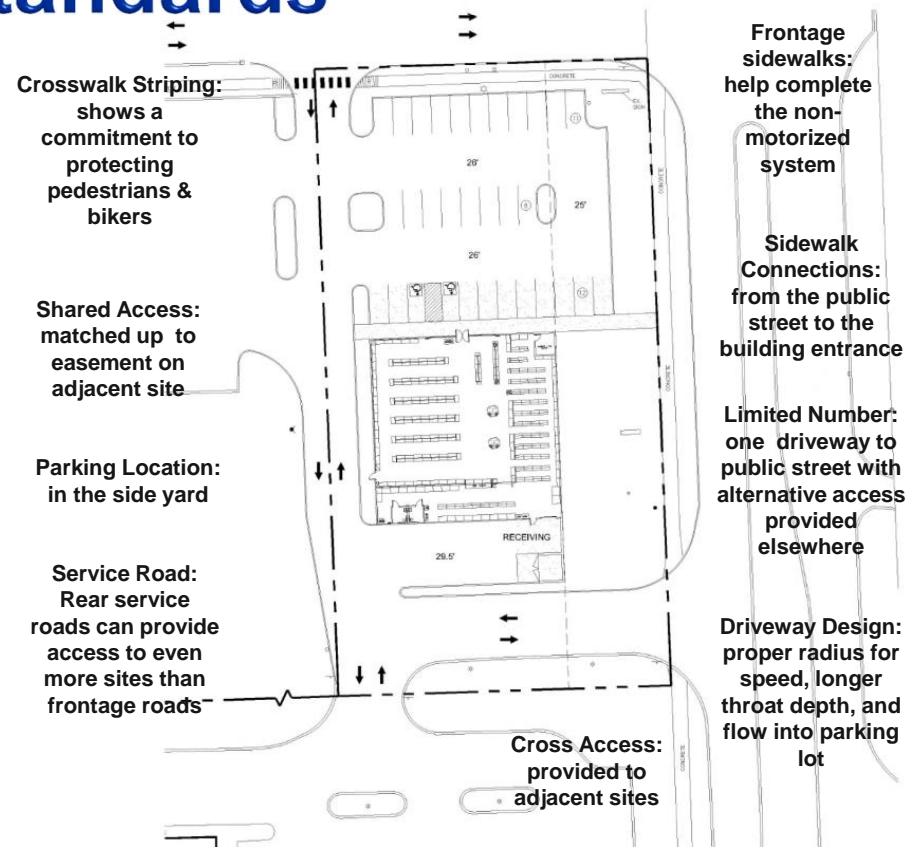 tandards
Crosswalk Striping:
shows a
commitment to
protecting
pedestrians &
bikers
Shared Access:
matched up to
easement on
adjacent site
Parking Location:
in the side yard
Service Road:
Rear service
roads can provide
access to even
more sites than
frontage roads
CONCRETE
EX.
SIGN
11
26'
CONCRETE
8
25'
26'
12
CONCRETE
RECEIVING
29.5'
CONCRETE
Cross Access:
provided to
adjacent sites
Frontage
sidewalks:
help complete
the non-
motorized
system
Sidewalk
Connections:
from the public
street to the
building entrance
Limited Number:
one driveway to
public street with
alternative access
provided
elsewhere
Driveway Design:
proper radius for
speed, longer
throat depth, and
flow into parking
lot